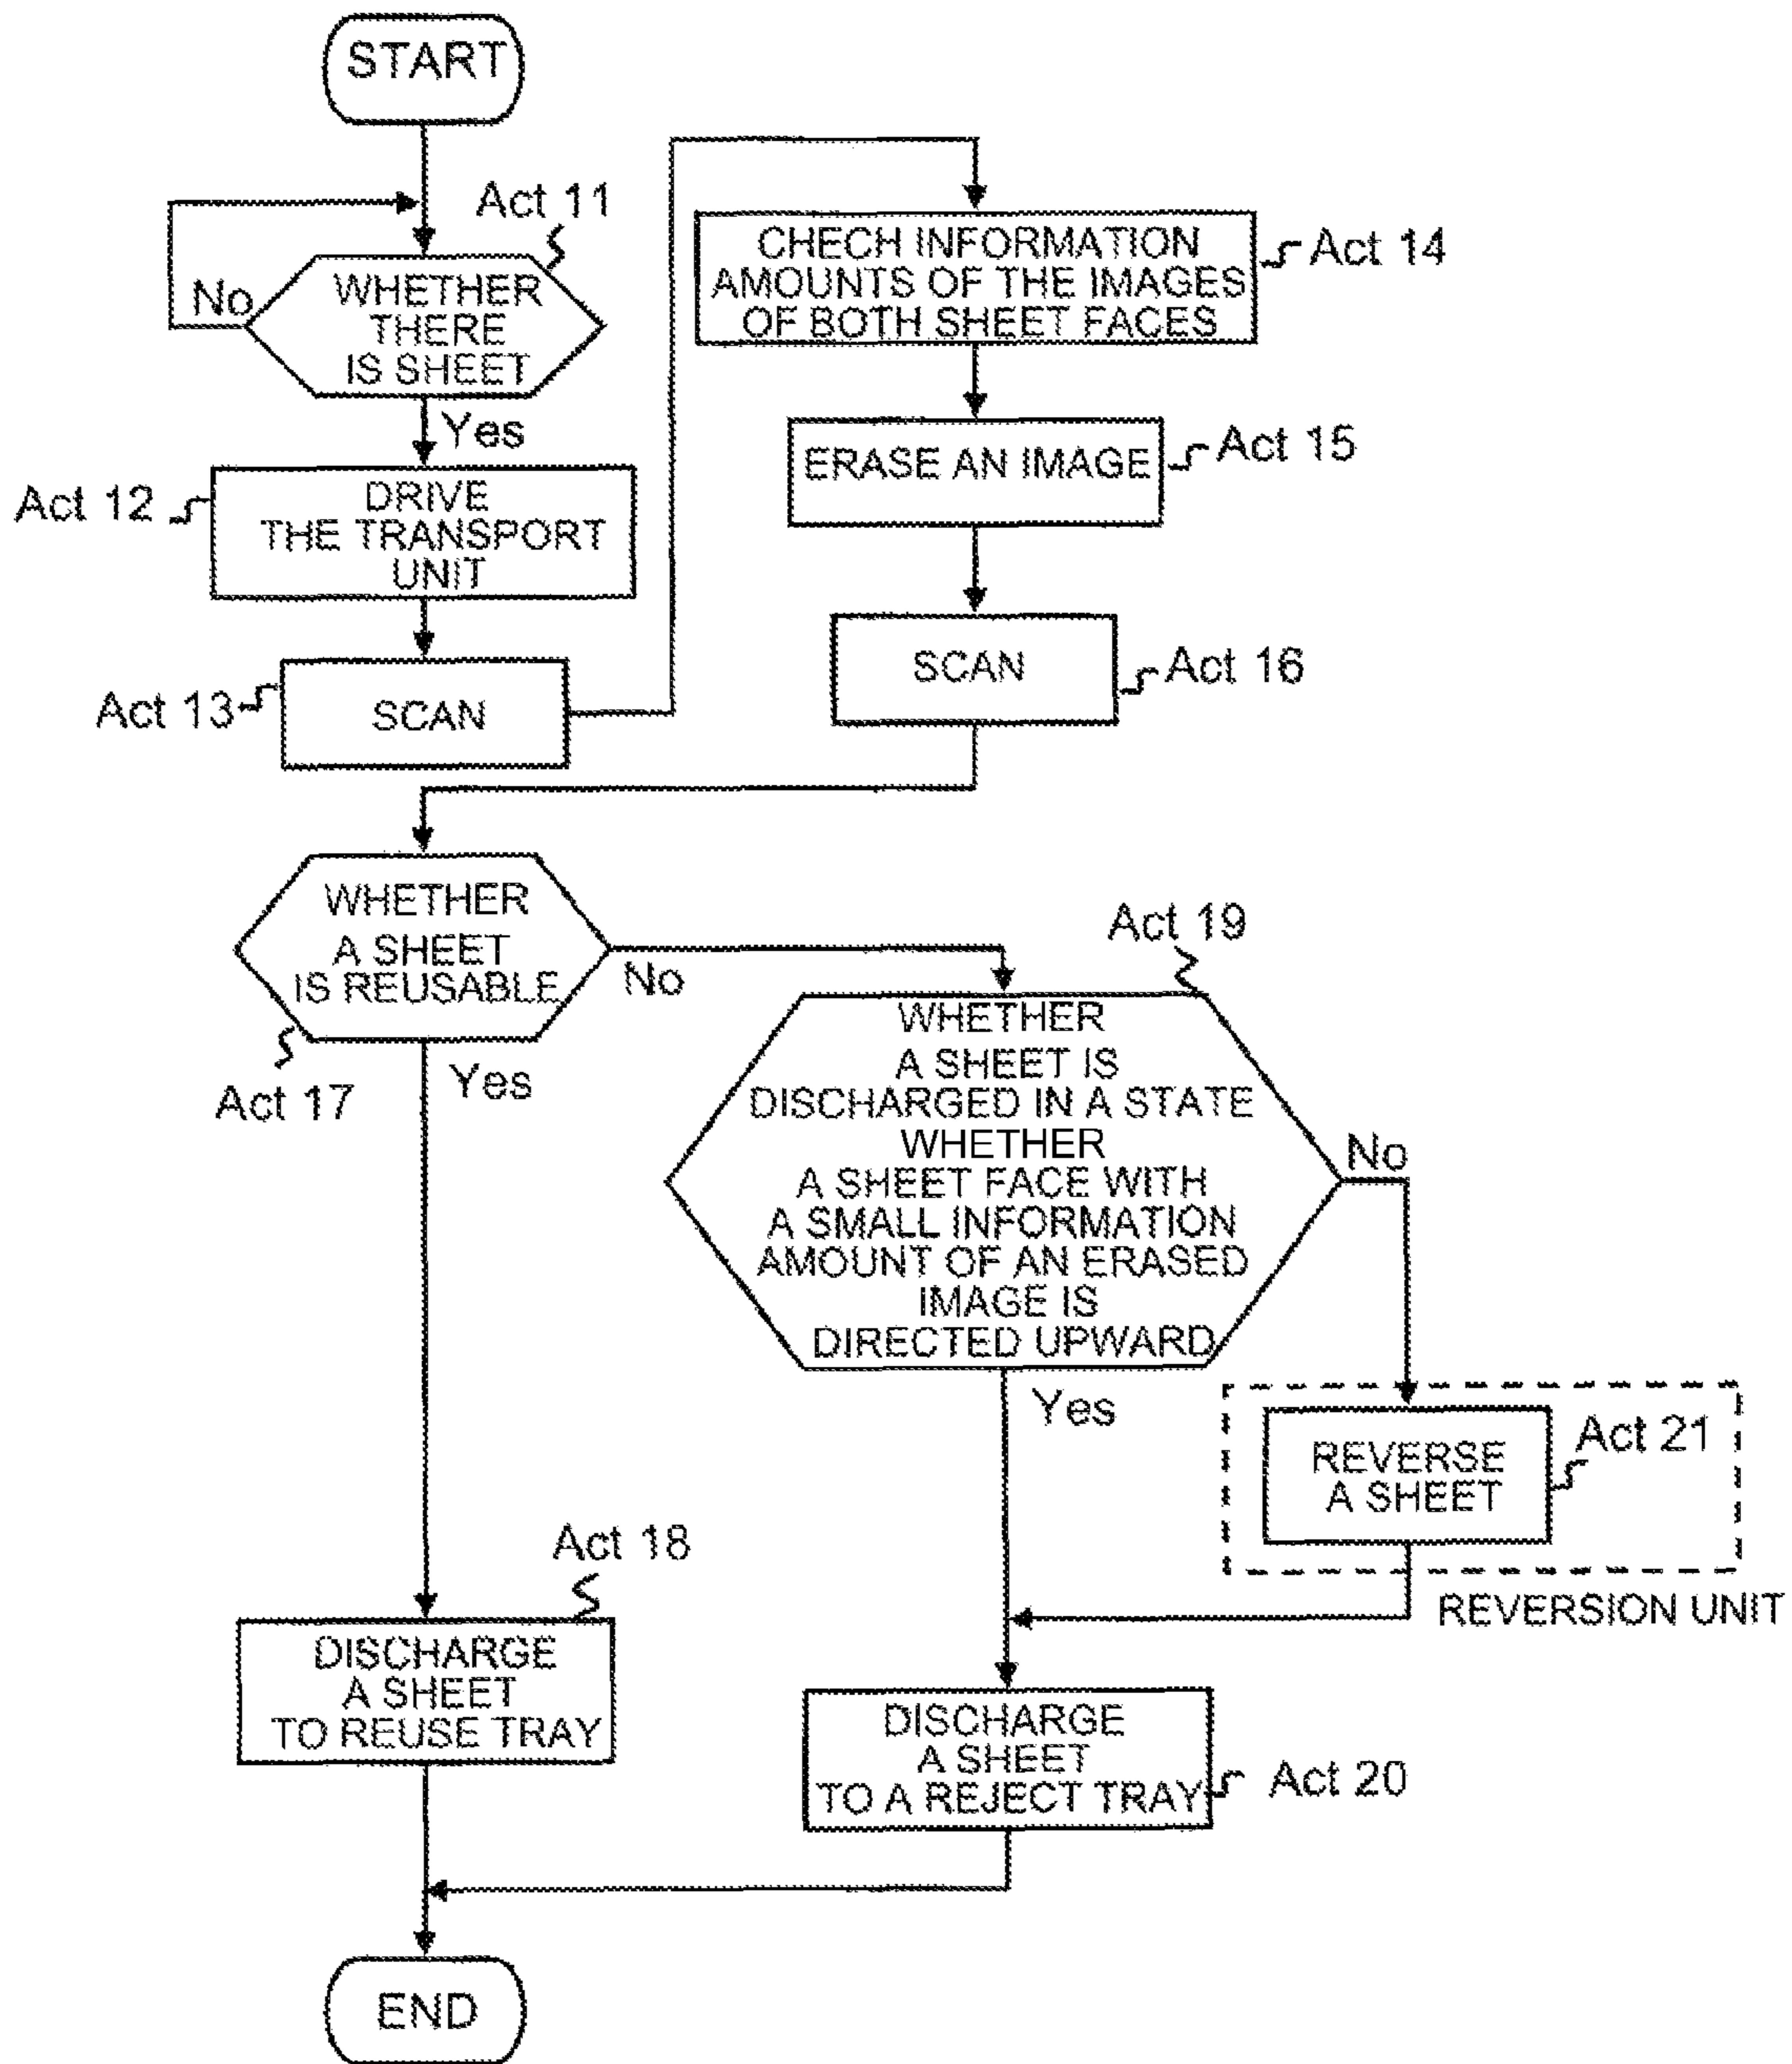 START
Act 11
No
WHETHER
THERE
IS SHEET
Yes
Act 12
DRIVE
THE TRANSPORT
UNIT
Act 13
SCAN
CHECH INFORMATION
AMOUNTS OF THE IMAGES
OF BOTH SHEET FACES
Act 14
ERASE AN IMAGE
Act 15
SCAN
Act 16
WHETHER
A SHEET
IS REUSABLE
No
Act 17
Yes
Act 19
WHETHER
A SHEET IS
DISCHARGED IN A STATE
WHETHER
A SHEET FACE WITH
A SMALL INFORMATION
AMOUNT OF AN ERASED
IMAGE IS
DIRECTED UPWARD
No
Yes
REVERSE
A SHEET
Act 21
REVERSION UNIT
Act 18
DISCHARGE
A SHEET
TO REUSE TRAY
DISCHARGE
A SHEET
TO A REJECT TRAY
Act 20
END